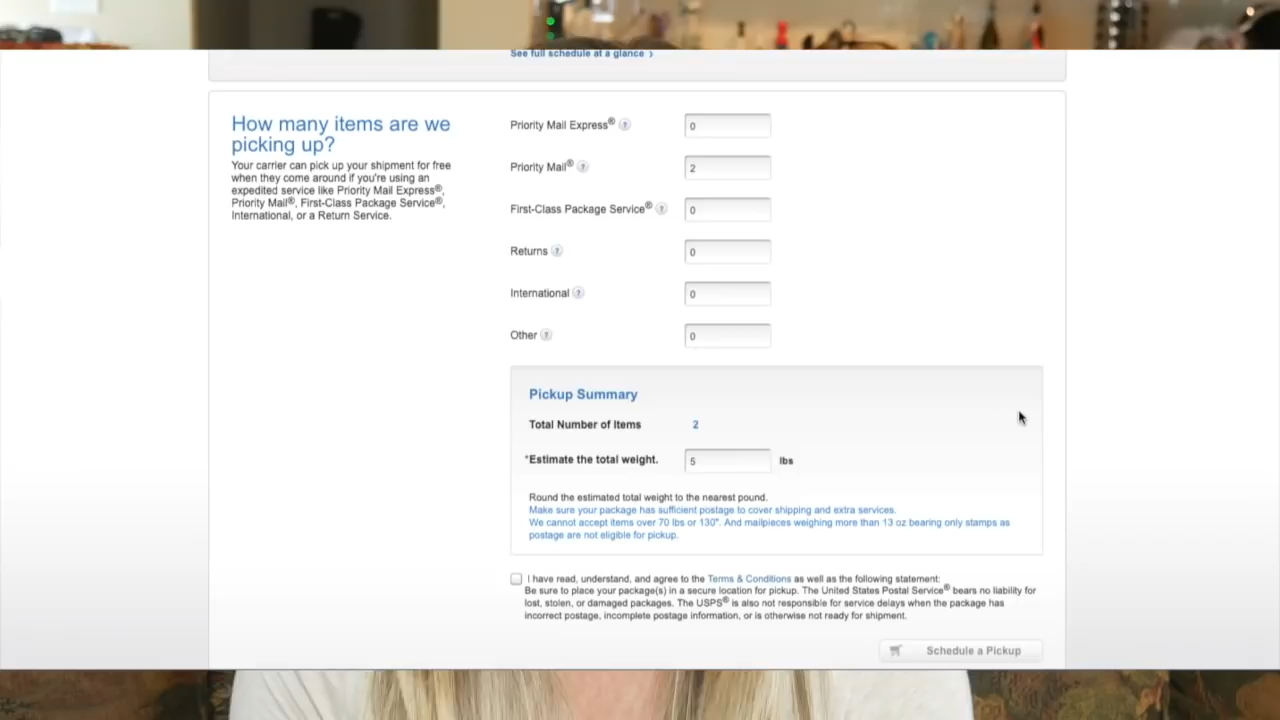 See full schedule at a glance ›
How many items are we
picking up?
Your carrier can pick up your shipment for free
when they come around if you're using an
expedited service like Priority Mail Express®,
Priority Mail®, First-Class Package Service®,
International, or a Return Service.
Priority Mail Express® ? 0
Priority Mail® ? 2
First-Class Package Service® ? 0
Returns ? 0
International ? 0
Other ? 0
Pickup Summary
Total Number of Items 2
*Estimate the total weight. 5 lbs
Round the estimated total weight to the nearest pound.
Make sure your package has sufficient postage to cover shipping and extra services.
We cannot accept items over 70 lbs or 130". And mailpieces weighing more than 13 oz bearing only stamps as
postage are not eligible for pickup.
I have read, understand, and agree to the Terms & Conditions as well as the following statement:
Be sure to place your package(s) in a secure location for pickup. The United States Postal Service® bears no liability for
lost, stolen, or damaged packages. The USPS® is also not responsible for service delays when the package has
incorrect postage, incomplete postage information, or is otherwise not ready for shipment.
Schedule a Pickup